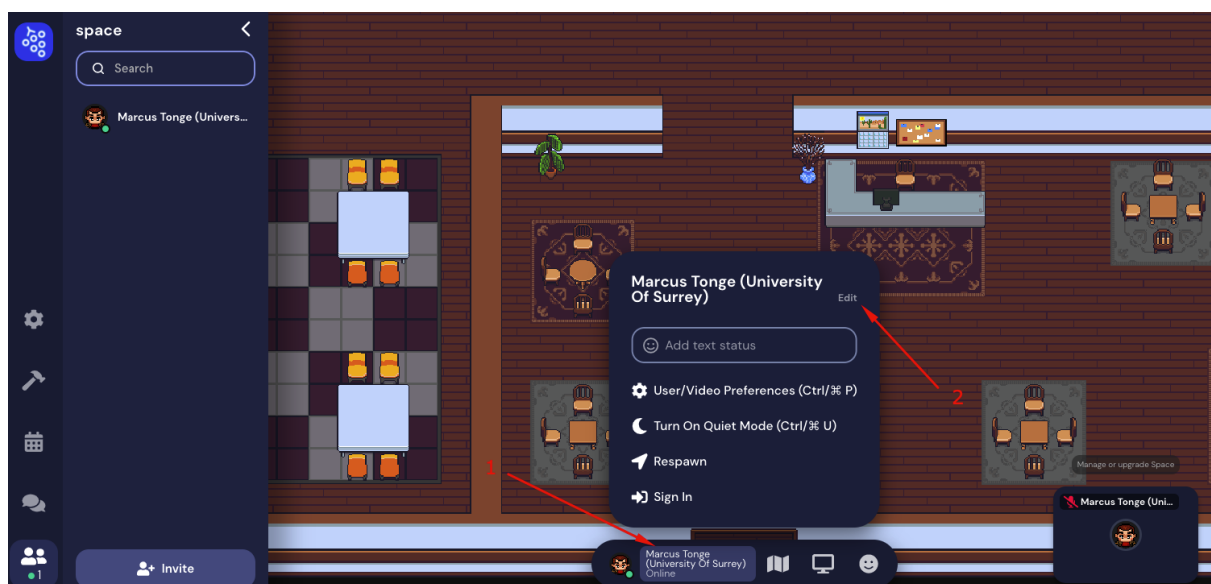 space
Search
Marcus Tonge (Univers...
Marcus Tonge (University
Of Surrey)
Edit
Add text status
User/Video Preferences (Ctrl/⌘ P)
2
Turn On Quiet Mode (Ctrl/⌘ U)
1
Respawn
Manage or upgrade Space
Sign In
Marcus Tonge (Uni...
Marcus Tonge
(University Of Surrey)
Online
1
Invite